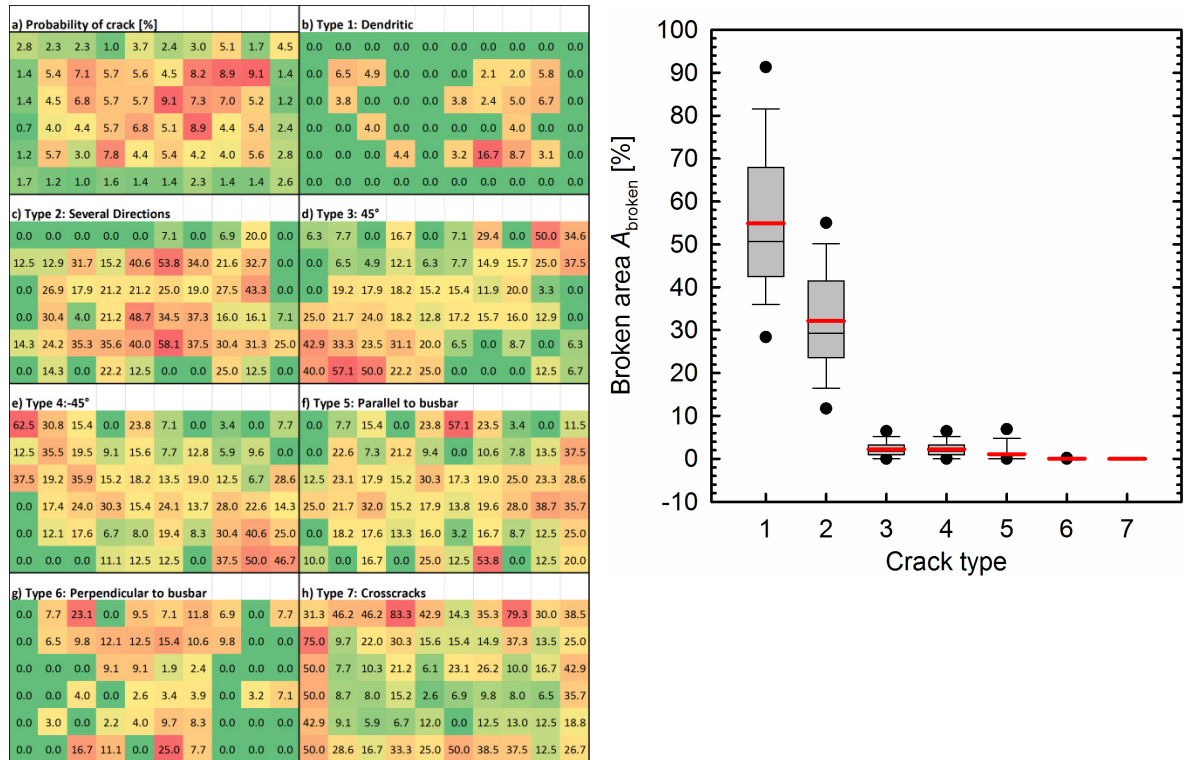 a) Probability of crack [%]
2.8 2.3 2.3 1.0 3.7 2.4 3.0 5.1 1.7 4.5
1.4 5.4 7.1 5.7 5.6 4.5 8.2 8.9 9.1 1.4
1.4 4.5 6.8 5.7 5.7 9.1 7.3 7.0 5.2 1.2
0.7 4.0 4.4 5.7 6.8 5.1 8.9 4.4 5.4 2.4
1.2 5.7 3.0 7.8 4.4 5.4 4.2 4.0 5.6 2.8
1.7 1.2 1.0 1.6 1.4 1.4 2.3 1.4 1.4 2.6
b) Type 1: Dendritic
0.0 0.0 0.0 0.0 0.0 0.0 0.0 0.0 0.0 0.0
0.0 6.5 4.9 0.0 0.0 0.0 2.1 2.0 5.8 0.0
0.0 3.8 0.0 0.0 0.0 3.8 2.4 5.0 6.7 0.0
0.0 0.0 4.0 0.0 0.0 0.0 0.0 4.0 0.0 0.0
0.0 0.0 0.0 4.4 0.0 3.2 16.7 8.7 3.1 0.0
0.0 0.0 0.0 0.0 0.0 0.0 0.0 0.0 0.0 0.0
c) Type 2: Several Directions
0.0 0.0 0.0 0.0 0.0 7.1 0.0 6.9 20.0 0.0
12.5 12.9 31.7 15.2 40.6 53.8 34.0 21.6 32.7 0.0
0.0 26.9 17.9 21.2 21.2 25.0 19.0 27.5 43.3 0.0
0.0 30.4 4.0 21.2 48.7 34.5 37.3 16.0 16.1 7.1
14.3 24.2 35.3 35.6 40.0 58.1 37.5 30.4 31.3 25.0
0.0 14.3 0.0 22.2 12.5 0.0 0.0 25.0 12.5 0.0
d) Type 3: 45°
6.3 7.7 0.0 16.7 0.0 7.1 29.4 0.0 50.0 34.6
0.0 6.5 4.9 12.1 6.3 7.7 14.9 15.7 25.0 37.5
0.0 19.2 17.9 18.2 15.2 15.4 11.9 20.0 3.3 0.0
25.0 21.7 24.0 18.2 12.8 17.2 15.7 16.0 12.9 0.0
42.9 33.3 23.5 31.1 20.0 6.5 0.0 8.7 0.0 6.3
40.0 57.1 50.0 22.2 25.0 0.0 0.0 0.0 12.5 6.7
e) Type 4:-45°
62.5 30.8 15.4 0.0 23.8 7.1 0.0 3.4 0.0 7.7
12.5 35.5 19.5 9.1 15.6 7.7 12.8 5.9 9.6 0.0
37.5 19.2 35.9 15.2 18.2 13.5 19.0 12.5 6.7 28.6
0.0 17.4 24.0 30.3 15.4 24.1 13.7 28.0 22.6 14.3
0.0 12.1 17.6 6.7 8.0 19.4 8.3 30.4 40.6 25.0
0.0 0.0 0.0 11.1 12.5 12.5 0.0 37.5 50.0 46.7
f) Type 5: Parallel to busbar
0.0 7.7 15.4 0.0 23.8 57.1 23.5 3.4 0.0 11.5
0.0 22.6 7.3 21.2 9.4 0.0 10.6 7.8 13.5 37.5
12.5 23.1 17.9 15.2 30.3 17.3 19.0 25.0 23.3 28.6
25.0 21.7 32.0 15.2 17.9 13.8 19.6 28.0 38.7 35.7
0.0 18.2 17.6 13.3 16.0 3.2 16.7 8.7 12.5 25.0
10.0 0.0 16.7 0.0 25.0 12.5 53.8 0.0 12.5 20.0
g) Type 6: Perpendicular to busbar
0.0 7.7 23.1 0.0 9.5 7.1 11.8 6.9 0.0 7.7
0.0 6.5 9.8 12.1 12.5 15.4 10.6 9.8 0.0 0.0
0.0 0.0 0.0 9.1 9.1 1.9 2.4 0.0 0.0 0.0
0.0 0.0 4.0 0.0 2.6 3.4 3.9 0.0 3.2 7.1
0.0 3.0 0.0 2.2 4.0 9.7 8.3 0.0 0.0 0.0
0.0 0.0 16.7 11.1 0.0 25.0 7.7 0.0 0.0 0.0
h) Type 7: Crosscracks
31.3 46.2 46.2 83.3 42.9 14.3 35.3 79.3 30.0 38.5
75.0 9.7 22.0 30.3 15.6 15.4 14.9 37.3 13.5 25.0
50.0 7.7 10.3 21.2 6.1 23.1 26.2 10.0 16.7 42.9
50.0 8.7 8.0 15.2 2.6 6.9 9.8 8.0 6.5 35.7
42.9 9.1 5.9 6.7 12.0 0.0 12.5 13.0 12.5 18.8
50.0 28.6 16.7 33.3 25.0 50.0 38.5 37.5 12.5 26.7
Broken area Abroken [%]
100
90
80
70
60
50
40
30
20
10
0
-10
1 2 3 4 5 6 7
Crack type